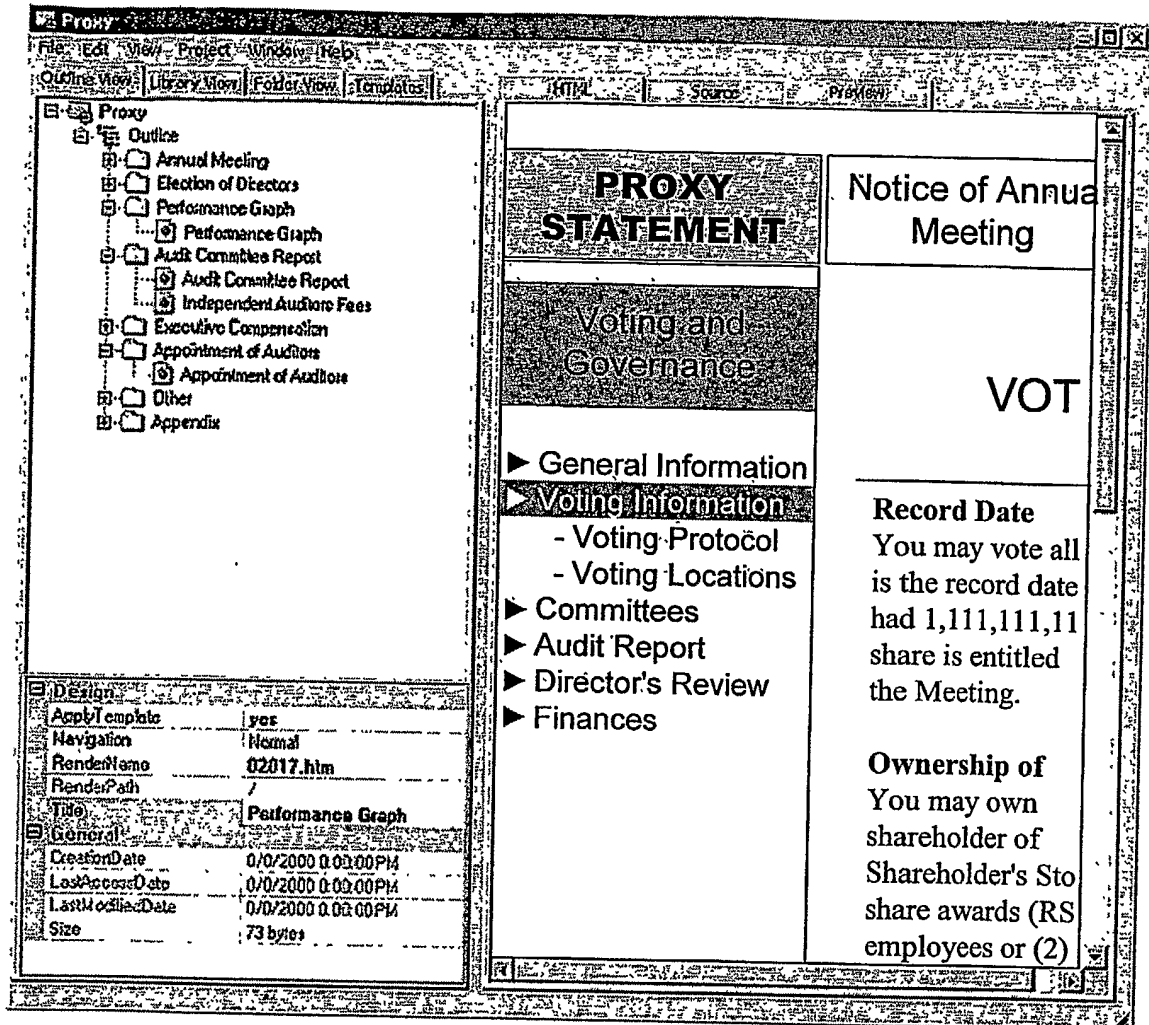 Proxy
File Edit View Project Window Help
Outline View Library View Folder View Templates
Proxy
Outline
Annual Meeting
Election of Directors
Performance Graph
Performance Graph
Audit Committee Report
Audit Committee Report
Independent Auditors Fees
Executive Compensation
Appointment of Auditors
Appointment of Auditors
Other
Appendix
Design
ApplyTemplate yes
Navigation Normal
RenderName 02017.htm
RenderPath /
Title Performance Graph
General
CreationDate 0/0/2000 0:00:00PM
LastAccessDate 0/0/2000 0:00:00PM
LastModifiedDate 0/0/2000 0:00:00PM
Size 73 bytes
HTML Source Preview
PROXY
STATEMENT
Notice of Annua
Meeting
Voting and
Governance
► General Information
► Voting Information
- Voting Protocol
- Voting Locations
► Committees
► Audit Report
► Director's Review
► Finances
VOT
Record Date
You may vote all
is the record date
had 1,111,111,11
share is entitled
the Meeting.
Ownership of
You may own
shareholder of
Shareholder's Sto
share awards (RS
employees or (2)